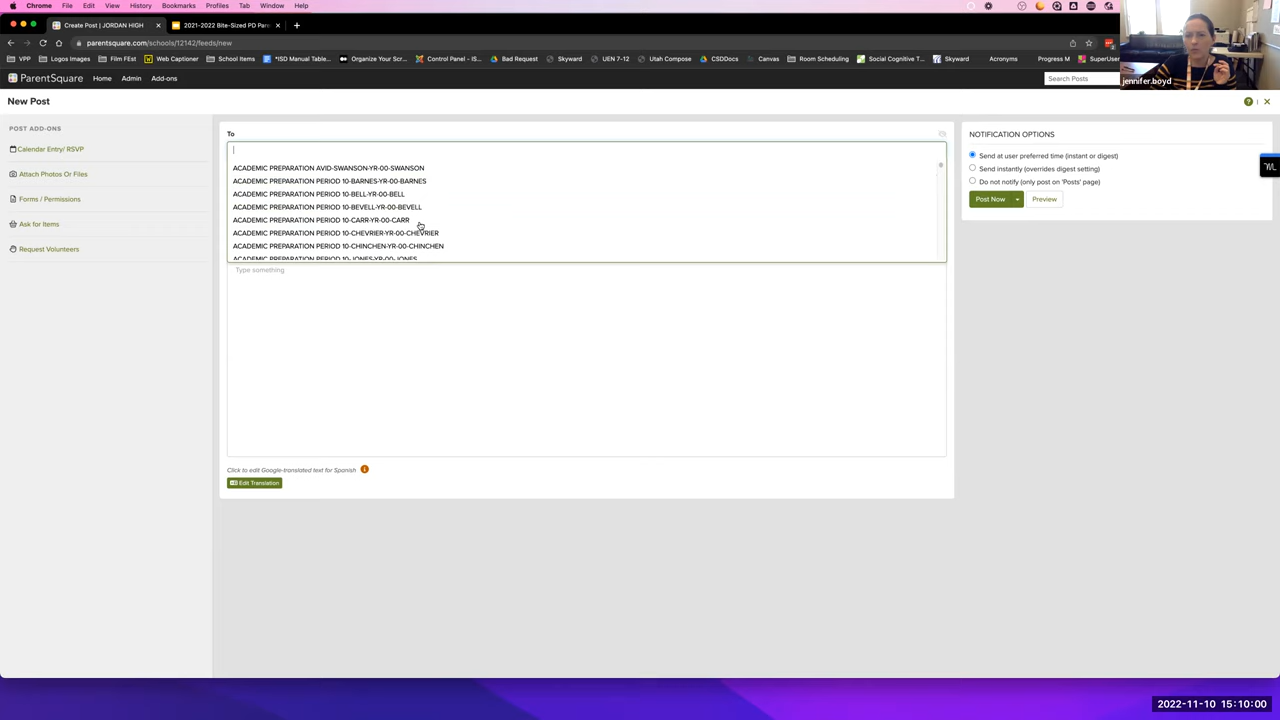 Chrome File Edit View History Bookmarks Profiles Tab Window Help
Create Post | JORDAN HIGH
2021-2022 Bite-Sized PD Par
parentsquare.com/schools/12142/feeds/new
VPP Logos Images Film FEst Web Captioner School Items *ISD Manual Table... Organize Your Scr... Control Panel - iS... Bad Request Skyward UEN 7-12 Utah Compose CSDDocs Canvas Room Scheduling Social Cognitive T... Skyward Acronyms Progress M SuperUser
jennifer.boyd
ParentSquare Home Admin Add-ons Search Posts
New Post
POST ADD-ONS
Calendar Entry/ RSVP
Attach Photos Or Files
Forms / Permissions
Ask for Items
Request Volunteers
To
ACADEMIC PREPARATION AVID-SWANSON-YR-00-SWANSON
ACADEMIC PREPARATION PERIOD 10-BARNES-YR-00-BARNES
ACADEMIC PREPARATION PERIOD 10-BELL-YR-00-BELL
ACADEMIC PREPARATION PERIOD 10-BEVELL-YR-00-BEVELL
ACADEMIC PREPARATION PERIOD 10-CARR-YR-00-CARR
ACADEMIC PREPARATION PERIOD 10-CHEVRIER-YR-00-CHEVRIER
ACADEMIC PREPARATION PERIOD 10-CHINCHEN-YR-00-CHINCHEN
ACADEMIC PREPARATION PERIOD 10-JONES-YR-00-JONES
Type something
Click to edit Google-translated text for Spanish
Edit Translation
NOTIFICATION OPTIONS
Send at user preferred time (instant or digest)
Send instantly (overrides digest setting)
Do not notify (only post on 'Posts' page)
Post Now Preview
2022-11-10 15:10:00